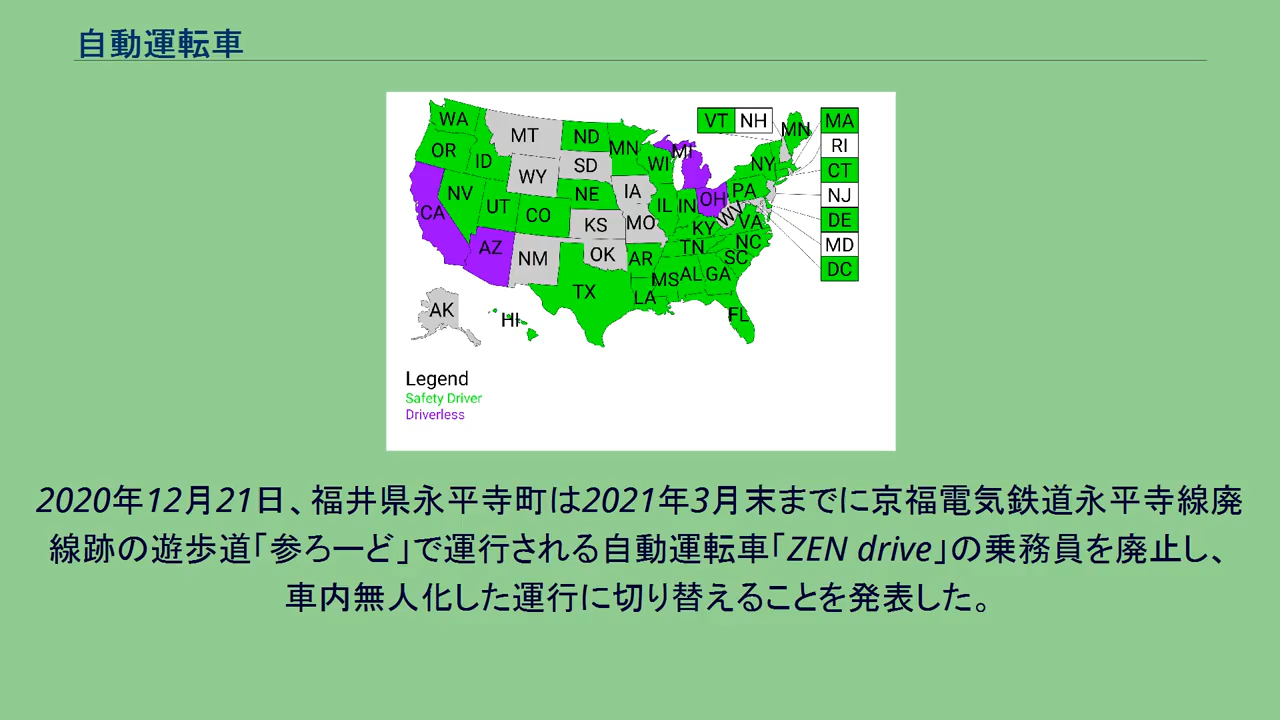 自動運転車
WA
MT
ND
MN
VT
NH
MN
MA
OR
ID
SD
WI
MI
NY
RI
WY
CT
NV
NE
IA
PA
NJ
CA
UT
CO
IL
IN
OH
WV
VA
DE
KS
MO
KY
NC
MD
AZ
NM
OK
AR
TN
SC
DC
TX
MS
AL
GA
LA
FL
AK
HI
Legend
Safety Driver
Driverless
2020年12月21日、福井県永平寺町は2021年3月末までに京福電気鉄道永平寺線廃
線跡の遊歩道「参ろーど」で運行される自動運転車「ZEN drive」の乗務員を廃止し、
車内無人化した運行に切り替えることを発表した。